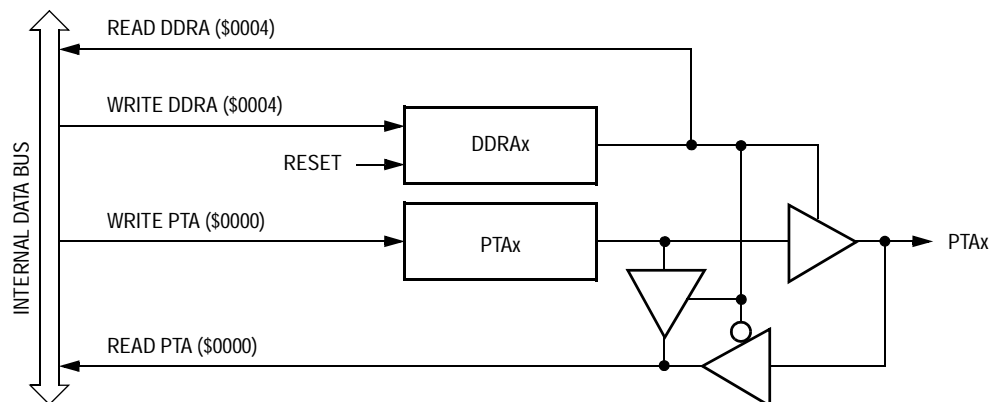 READ DDRA ($0004)
WRITE DDRA ($0004)
DDRAx
RESET
INTERNAL DATA BUS
WRITE PTA ($0000)
PTAx
PTAx
READ PTA ($0000)